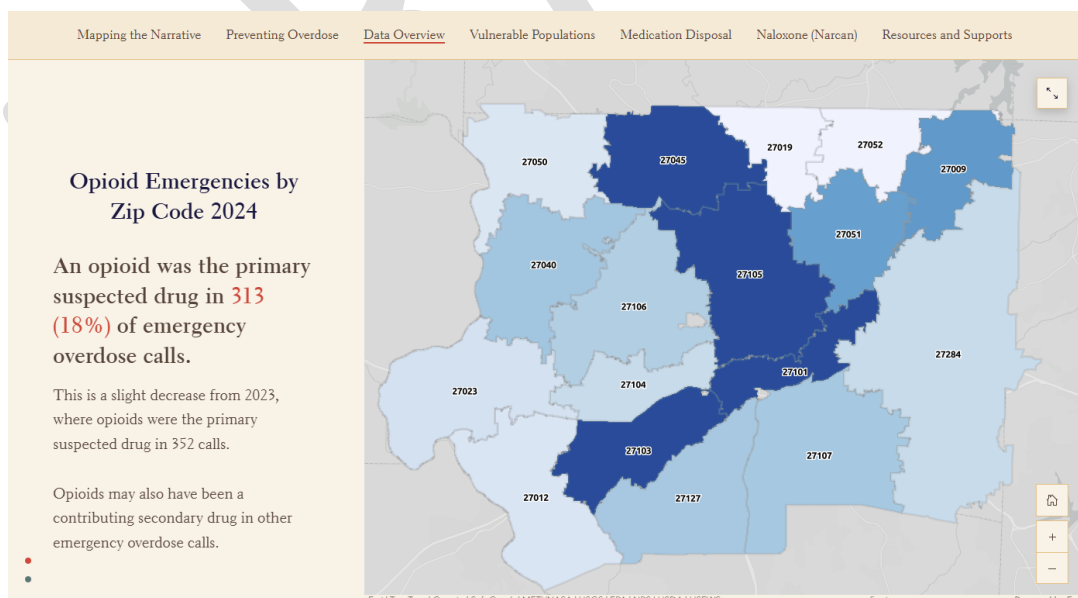 Mapping the Narrative Preventing Overdose Data Overview Vulnerable Populations Medication Disposal Naloxone (Narcan) Resources and Supports
Opioid Emergencies by
Zip Code 2024
An opioid was the primary
suspected drug in 313
(18%) of emergency
overdose calls.
This is a slight decrease from 2023,
where opioids were the primary
suspected drug in 352 calls.
Opioids may also have been a
contributing secondary drug in other
emergency overdose calls.
27050
27045
27019
27052
27009
27051
27040
27105
27106
27284
27104
27101
27023
27103
27107
27012
27127